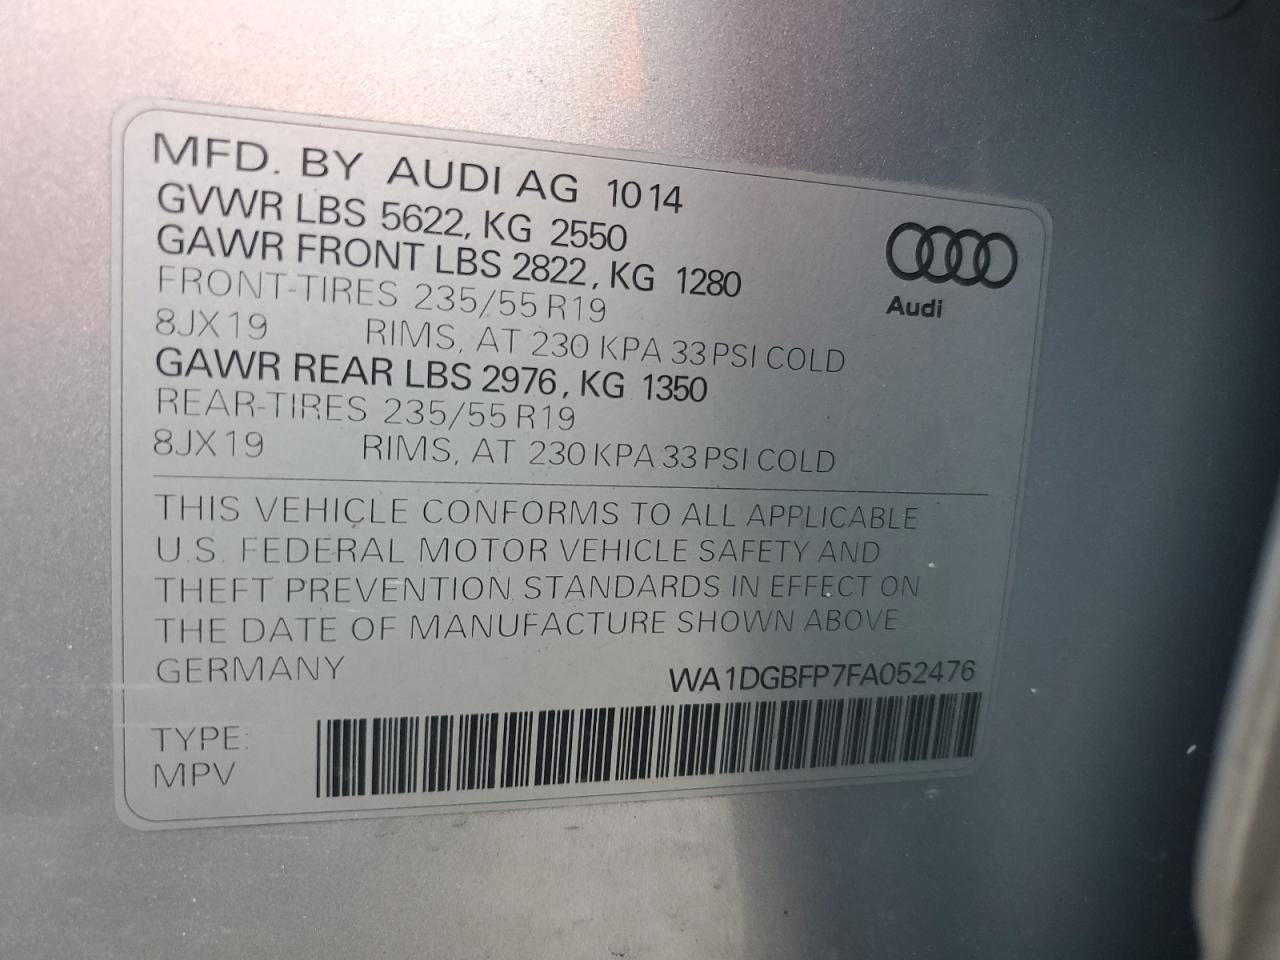 MFD. BY AUDI AG 1014
GVWR LBS 5622, KG 2550
GAWR FRONT LBS 2822, KG 1280
FRONT-TIRES 235/55 R19
8JX19 RIMS, AT 230 KPA 33 PSI COLD
GAWR REAR LBS 2976, KG 1350
REAR-TIRES 235/55 R19
8JX19 RIMS, AT 230 KPA 33 PSI COLD
Audi
THIS VEHICLE CONFORMS TO ALL APPLICABLE
U.S. FEDERAL MOTOR VEHICLE SAFETY AND
THEFT PREVENTION STANDARDS IN EFFECT ON
THE DATE OF MANUFACTURE SHOWN ABOVE
GERMANY WA1DGBFP7FA052476
TYPE:
MPV